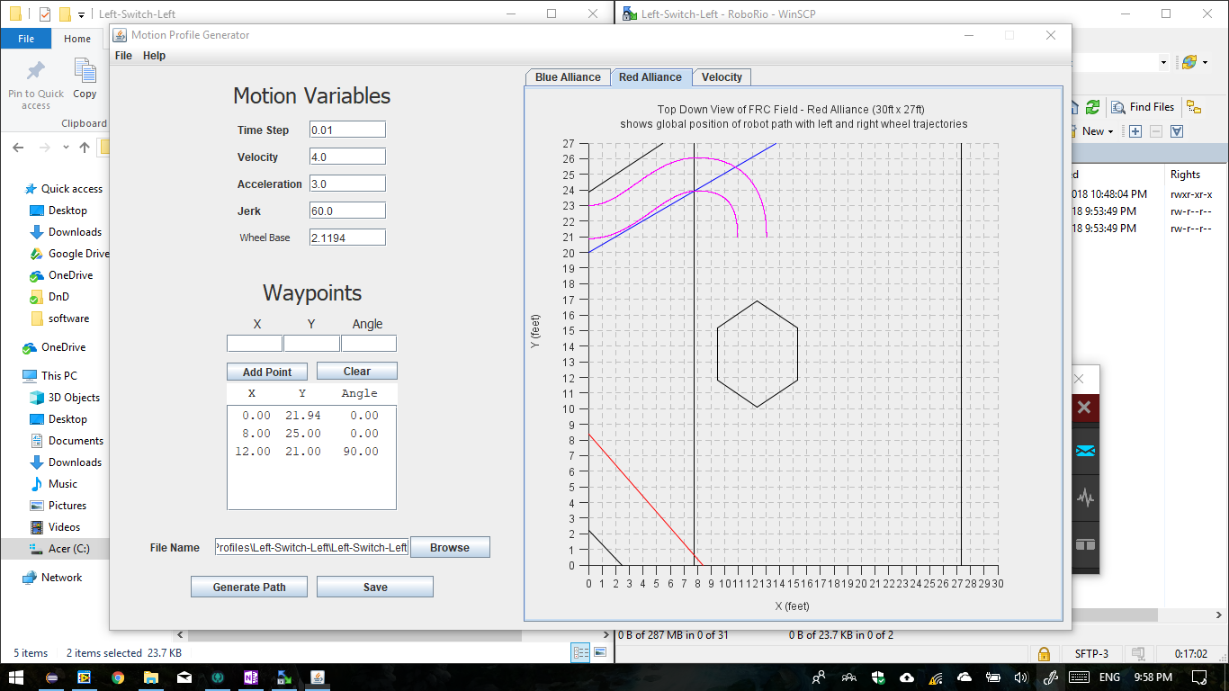 Left-Switch-Left
Left-Switch-Left - RoboRio - WinSCP
File
Home
Pin to Quick access
Copy
Clipboard
Quick access
Desktop
Downloads
Google Drive
OneDrive
DnD
software
OneDrive
This PC
3D Objects
Desktop
Documents
Downloads
Music
Pictures
Videos
Acer (C:)
Network
5 items
2 items selected 23.7 KB
Motion Profile Generator
File Help
Motion Variables
Time Step 0.01
Velocity 4.0
Acceleration 3.0
Jerk 60.0
Wheel Base 2.1194
Waypoints
X Y Angle
Add Point Clear
X Y Angle
0.00 21.94 0.00
8.00 25.00 0.00
12.00 21.00 90.00
File Name Profiles\Left-Switch-Left\Left-Switch-Left Browse
Generate Path Save
Blue Alliance Red Alliance Velocity
Top Down View of FRC Field - Red Alliance (30ft x 27ft)
shows global position of robot path with left and right wheel trajectories
27
26
25
24
23
22
21
20
19
18
17
16
15
14
13
12
11
10
9
8
7
6
5
4
3
2
1
0
Y (feet)
0 1 2 3 4 5 6 7 8 9 10 11 12 13 14 15 16 17 18 19 20 21 22 23 24 25 26 27 28 29 30
X (feet)
Find Files
New
Rights
018 10:48:04 PM rwxr-xr-x
18 9:53:49 PM rw-r--r--
18 9:53:49 PM rw-r--r--
0 B of 287 MB in 0 of 31
0 B of 23.7 KB in 0 of 2
SFTP-3
0:17:02
ENG
9:58 PM